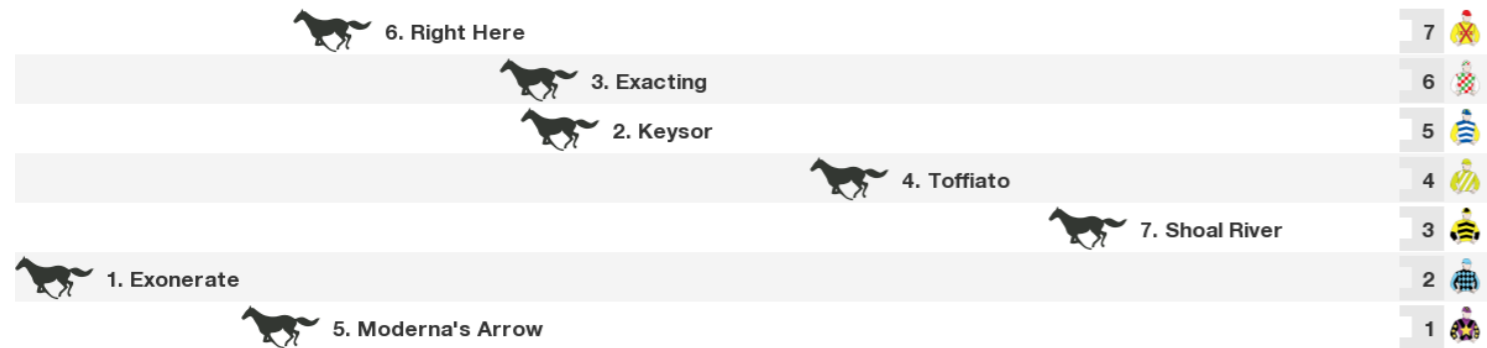 6. Right Here 7
3. Exacting 6
2. Keysor 5
4. Toffiato 4
7. Shoal River 3
1. Exonerate 2
5. Moderna's Arrow 1